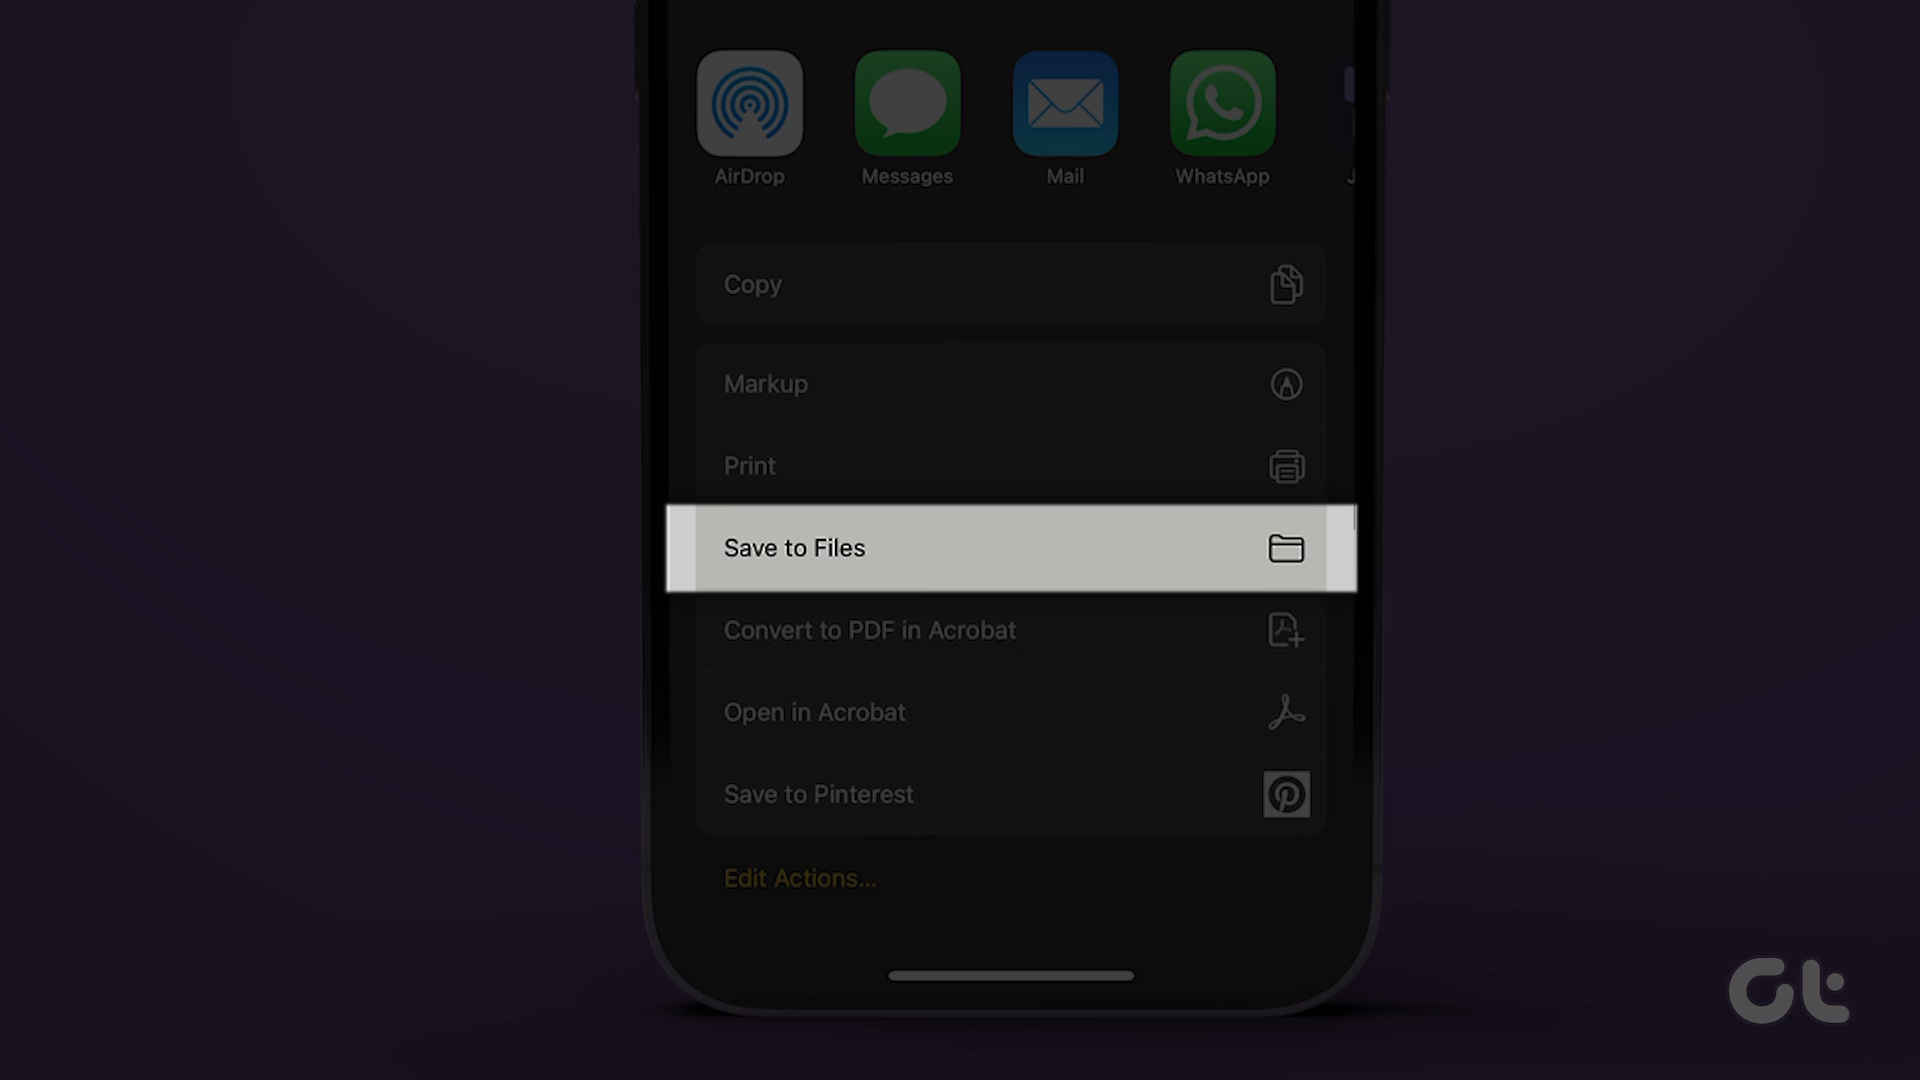 AirDrop
Messages
Mail
WhatsApp
J
Copy
Markup
Print
Save to Files
Convert to PDF in Acrobat
Open in Acrobat
Save to Pinterest
Edit Actions...
Gt